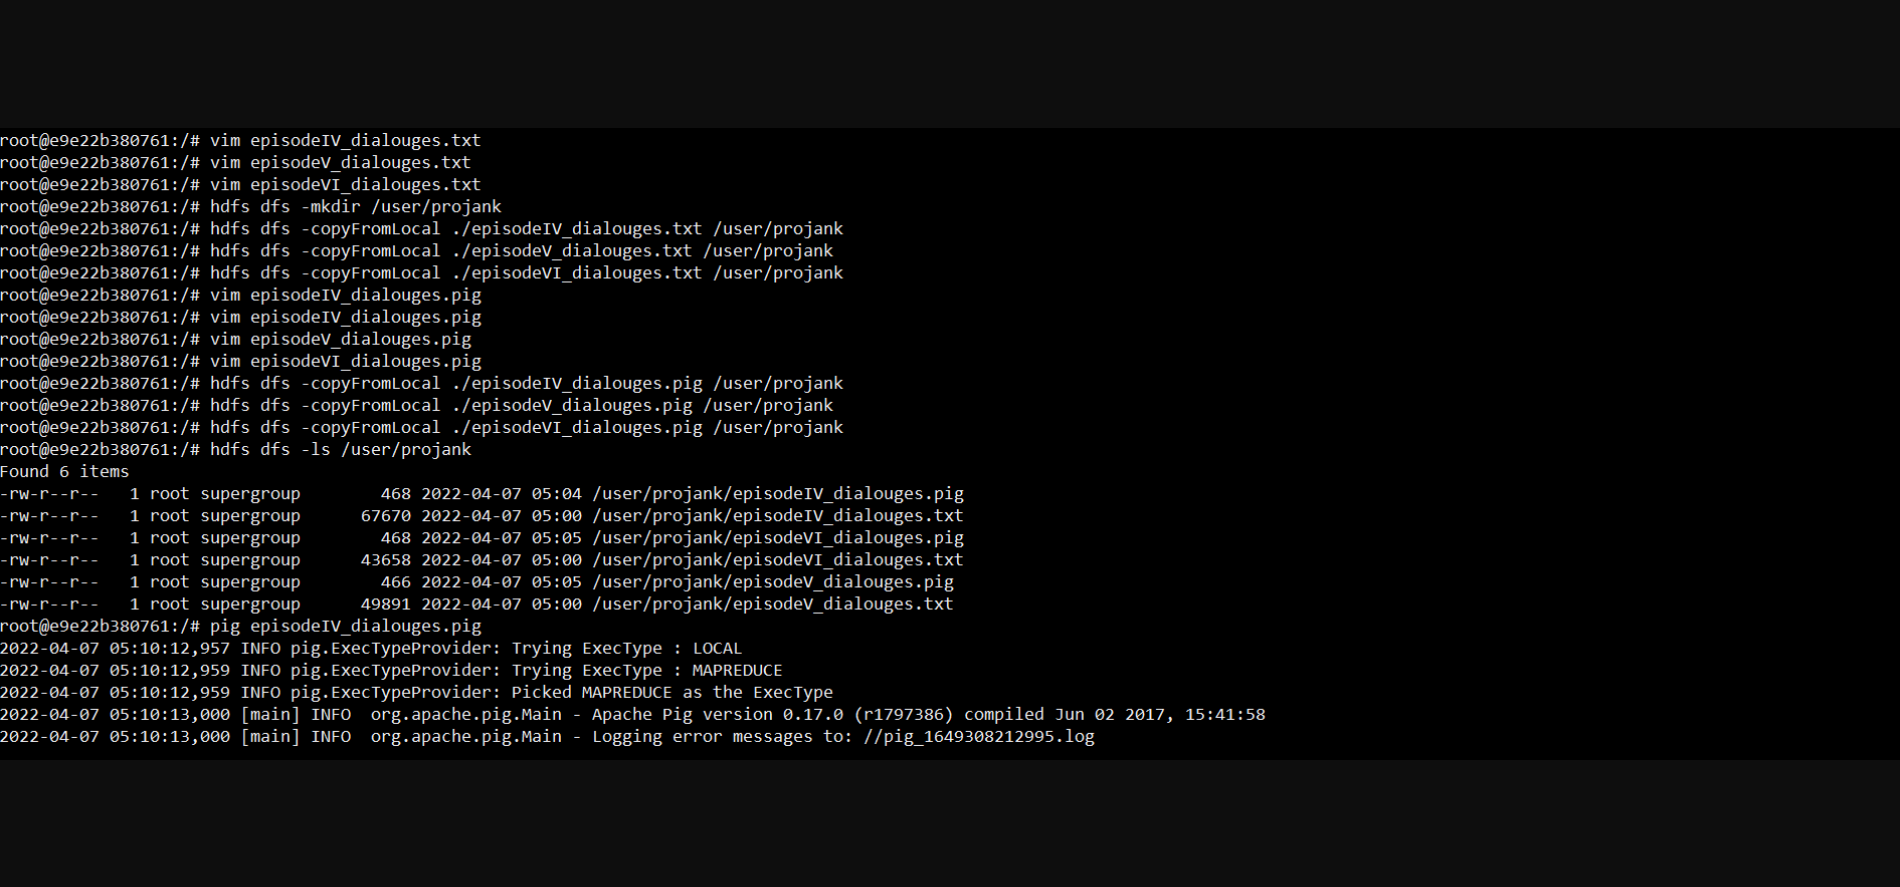 root@e9e22b380761:/# vim episodeIV_dialouges.txt
root@e9e22b380761:/# vim episodeV_dialouges.txt
root@e9e22b380761:/# vim episodeVI_dialouges.txt
root@e9e22b380761:/# hdfs dfs -mkdir /user/projank
root@e9e22b380761:/# hdfs dfs -copyFromLocal ./episodeIV_dialouges.txt /user/projank
root@e9e22b380761:/# hdfs dfs -copyFromLocal ./episodeV_dialouges.txt /user/projank
root@e9e22b380761:/# hdfs dfs -copyFromLocal ./episodeVI_dialouges.txt /user/projank
root@e9e22b380761:/# vim episodeIV_dialouges.pig
root@e9e22b380761:/# vim episodeIV_dialouges.pig
root@e9e22b380761:/# vim episodeV_dialouges.pig
root@e9e22b380761:/# vim episodeVI_dialouges.pig
root@e9e22b380761:/# hdfs dfs -copyFromLocal ./episodeIV_dialouges.pig /user/projank
root@e9e22b380761:/# hdfs dfs -copyFromLocal ./episodeV_dialouges.pig /user/projank
root@e9e22b380761:/# hdfs dfs -copyFromLocal ./episodeVI_dialouges.pig /user/projank
root@e9e22b380761:/# hdfs dfs -ls /user/projank
Found 6 items
-rw-r--r--   1 root supergroup        468 2022-04-07 05:04 /user/projank/episodeIV_dialouges.pig
-rw-r--r--   1 root supergroup      67670 2022-04-07 05:00 /user/projank/episodeIV_dialouges.txt
-rw-r--r--   1 root supergroup        468 2022-04-07 05:05 /user/projank/episodeVI_dialouges.pig
-rw-r--r--   1 root supergroup      43658 2022-04-07 05:00 /user/projank/episodeVI_dialouges.txt
-rw-r--r--   1 root supergroup        466 2022-04-07 05:05 /user/projank/episodeV_dialouges.pig
-rw-r--r--   1 root supergroup      49891 2022-04-07 05:00 /user/projank/episodeV_dialouges.txt
root@e9e22b380761:/# pig episodeIV_dialouges.pig
2022-04-07 05:10:12,957 INFO pig.ExecTypeProvider: Trying ExecType : LOCAL
2022-04-07 05:10:12,959 INFO pig.ExecTypeProvider: Trying ExecType : MAPREDUCE
2022-04-07 05:10:12,959 INFO pig.ExecTypeProvider: Picked MAPREDUCE as the ExecType
2022-04-07 05:10:13,000 [main] INFO  org.apache.pig.Main - Apache Pig version 0.17.0 (r1797386) compiled Jun 02 2017, 15:41:58
2022-04-07 05:10:13,000 [main] INFO  org.apache.pig.Main - Logging error messages to: //pig_1649308212995.log